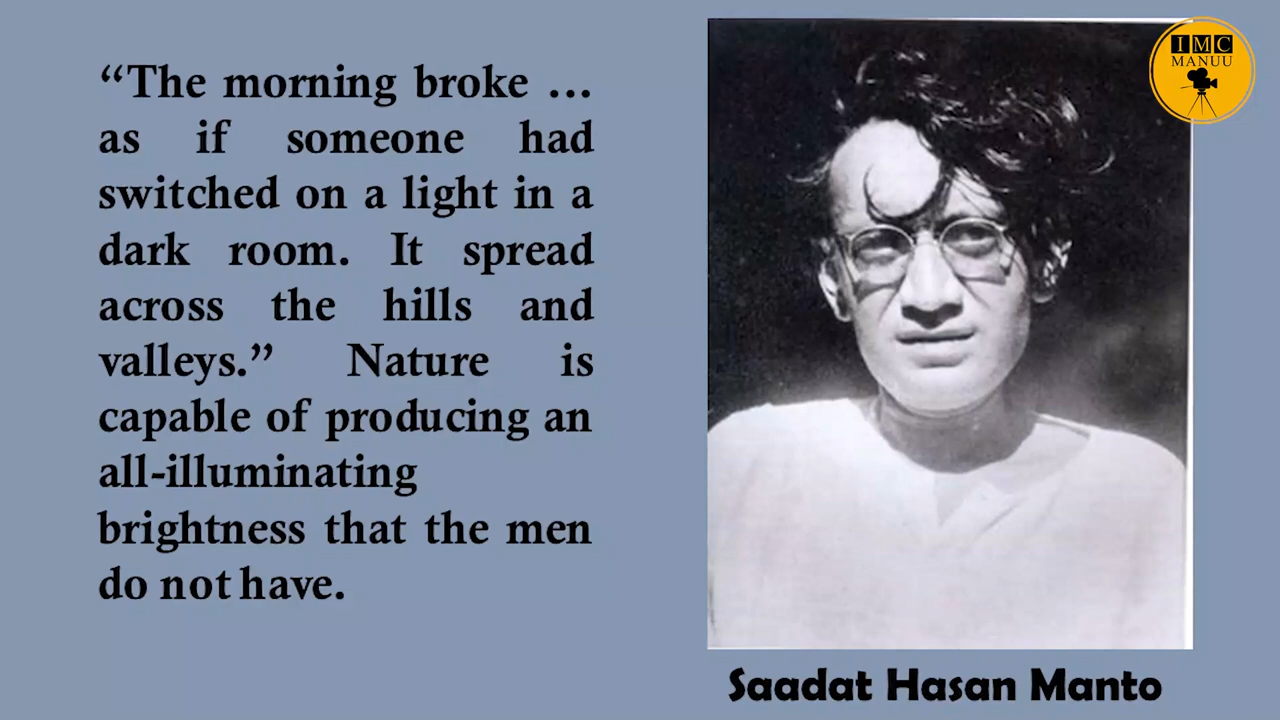 “The morning broke …
as if someone had
switched on a light in a
dark room. It spread
across the hills and
valleys.” Nature is
capable of producing an
all-illuminating
brightness that the men
do not have.
IMC
MANUU
Saadat Hasan Manto